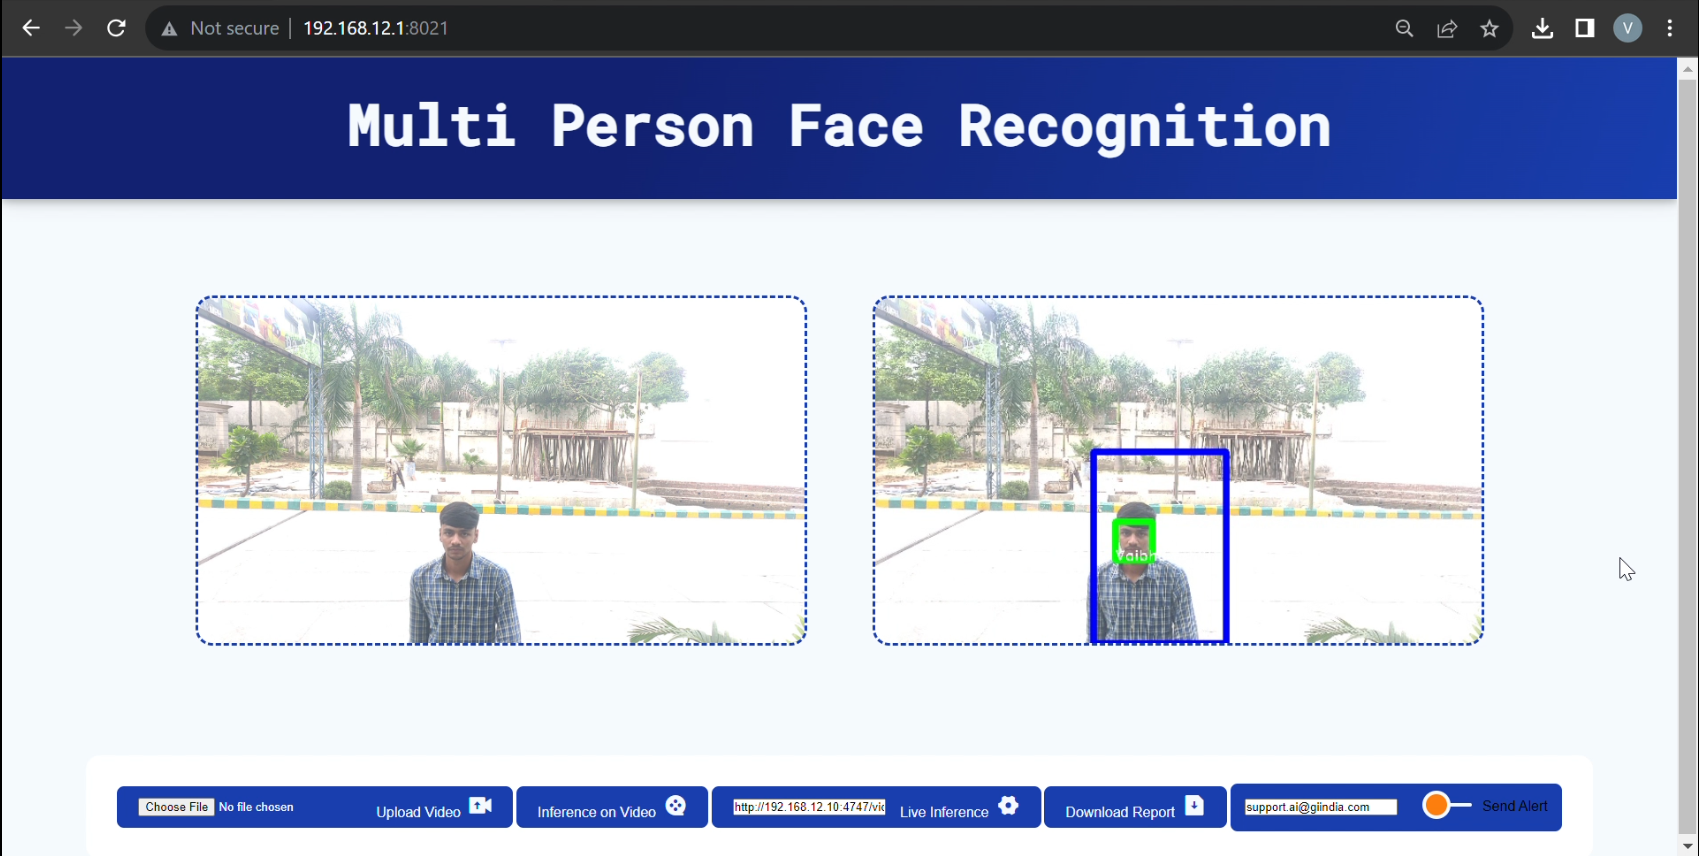 Not secure | 192.168.12.1:8021
V
Multi Person Face Recognition
Vaibh
Choose File No file chosen Upload Video
Inference on Video
http://192.168.12.10:4747/vid Live Inference
Download Report
support.ai@giindia.com Send Alert